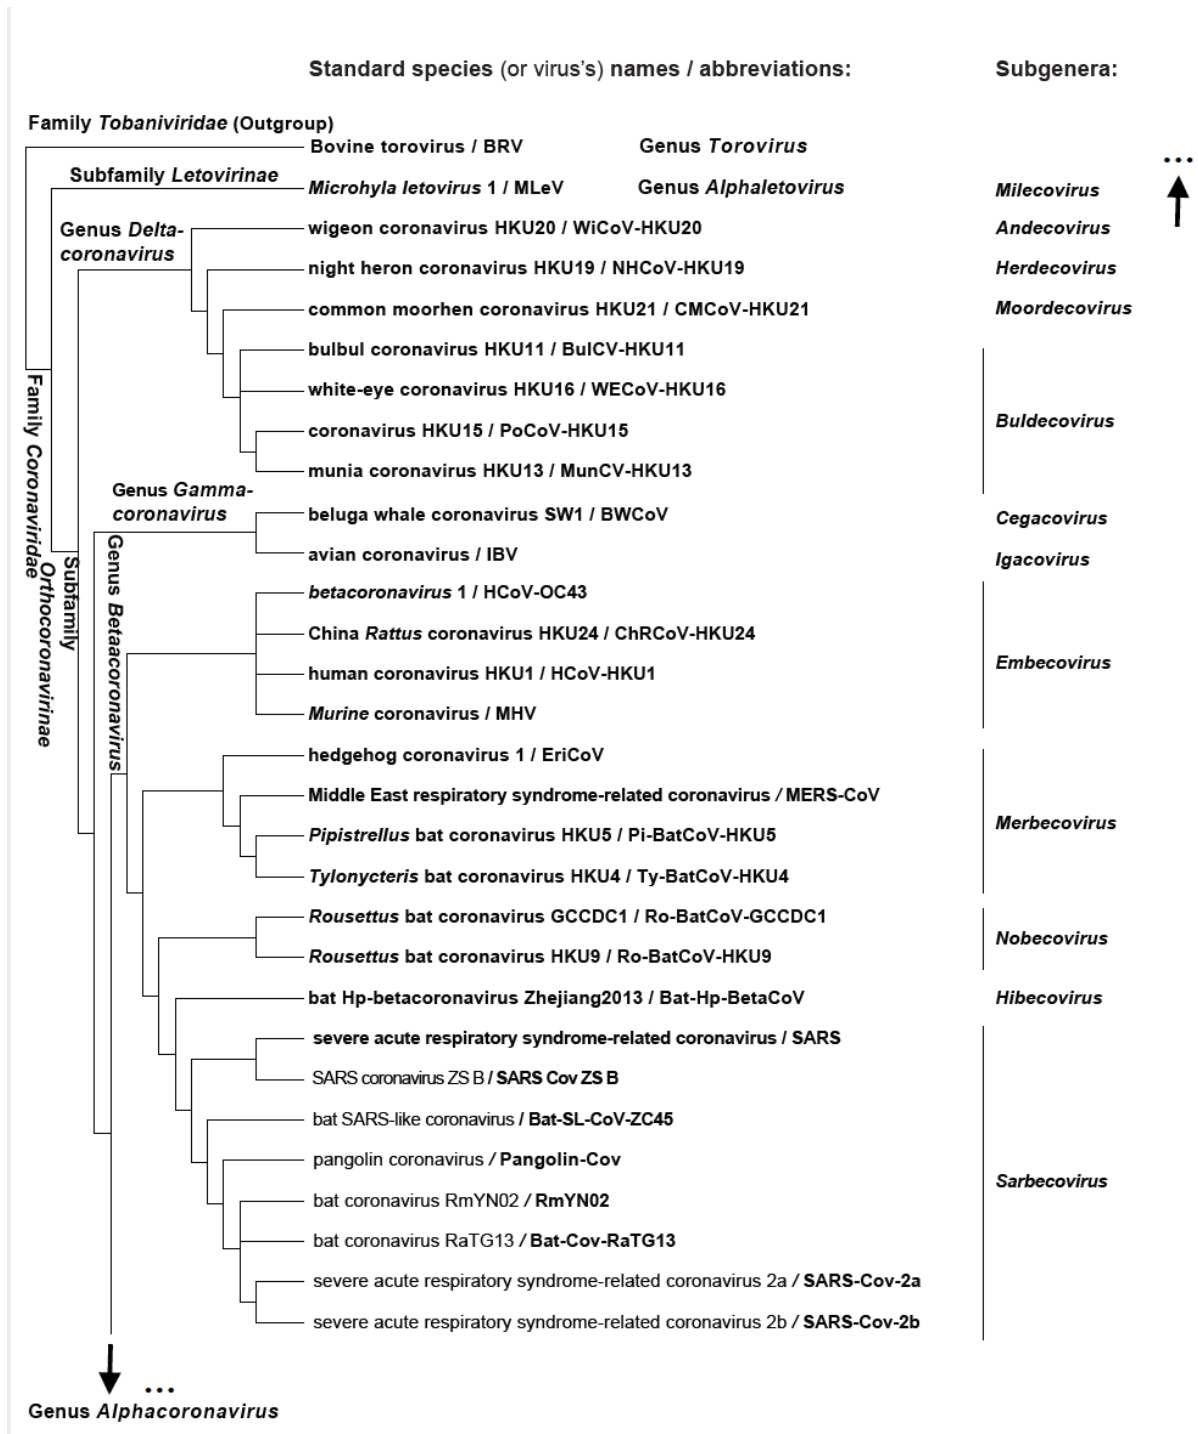 Standard species (or virus's) names / abbreviations: Subgenera:
Family Tobaniviridae (Outgroup)
Bovine torovirus / BRV Genus Torovirus
...
Subfamily Letovirinae
Microhyla letovirus 1 / MLeV Genus Alphaletovirus Milecovirus
Genus Delta-
coronavirus
wigeon coronavirus HKU20 / WiCoV-HKU20 Andecovirus
night heron coronavirus HKU19 / NHCoV-HKU19 Herdecovirus
common moorhen coronavirus HKU21 / CMCoV-HKU21 Moordecovirus
bulbul coronavirus HKU11 / BulCV-HKU11
white-eye coronavirus HKU16 / WECoV-HKU16
Buldecovirus
coronavirus HKU15 / PoCoV-HKU15
munia coronavirus HKU13 / MunCV-HKU13
Family Coronaviridae
Subfamily
Orthocoronavirinae
Genus Gamma-
coronavirus
beluga whale coronavirus SW1 / BWCoV Cegacovirus
avian coronavirus / IBV Igacovirus
Genus Betaacoronavirus
betacoronavirus 1 / HCoV-OC43
China Rattus coronavirus HKU24 / ChRCoV-HKU24
Embecovirus
human coronavirus HKU1 / HCoV-HKU1
Murine coronavirus / MHV
hedgehog coronavirus 1 / EriCoV
Middle East respiratory syndrome-related coronavirus / MERS-CoV
Merbecovirus
Pipistrellus bat coronavirus HKU5 / Pi-BatCoV-HKU5
Tylonycteris bat coronavirus HKU4 / Ty-BatCoV-HKU4
Rousettus bat coronavirus GCCDC1 / Ro-BatCoV-GCCDC1
Nobecovirus
Rousettus bat coronavirus HKU9 / Ro-BatCoV-HKU9
bat Hp-betacoronavirus Zhejiang2013 / Bat-Hp-BetaCoV Hibecovirus
severe acute respiratory syndrome-related coronavirus / SARS
SARS coronavirus ZS B / SARS Cov ZS B
bat SARS-like coronavirus / Bat-SL-CoV-ZC45
pangolin coronavirus / Pangolin-Cov
Sarbecovirus
bat coronavirus RmYN02 / RmYN02
bat coronavirus RaTG13 / Bat-Cov-RaTG13
severe acute respiratory syndrome-related coronavirus 2a / SARS-Cov-2a
severe acute respiratory syndrome-related coronavirus 2b / SARS-Cov-2b
...
Genus Alphacoronavirus